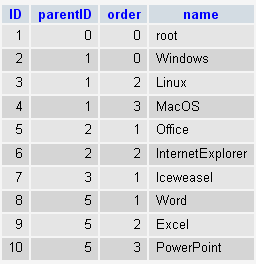 ID parentID order name
1 0 0 root
2 1 0 Windows
3 1 2 Linux
4 1 3 MacOS
5 2 1 Office
6 2 2 InternetExplorer
7 3 1 Iceweasel
8 5 1 Word
9 5 2 Excel
10 5 3 PowerPoint